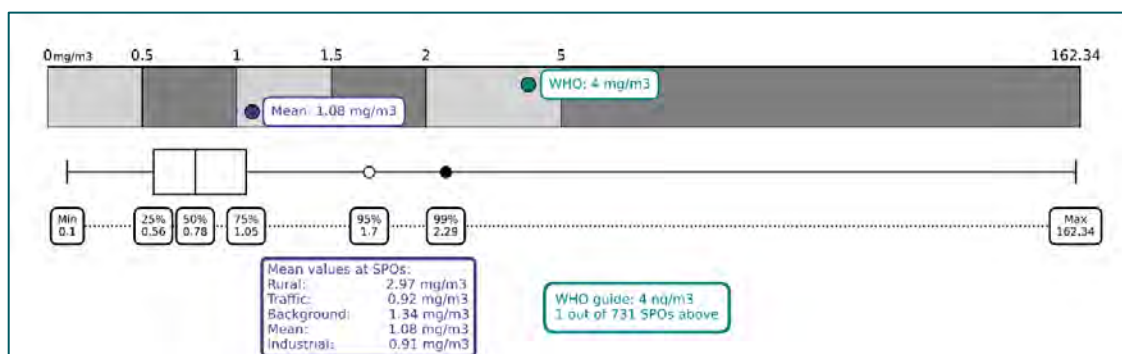 0mg/m3 0.5 1 1.5 2 5 162.34
WHO: 4 mg/m3
Mean: 1.08 mg/m3
Min
0.1
25%
0.56
50%
0.78
75%
1.05
95%
1.7
99%
2.29
Max
162.34
Mean values at SPOs:
Rural: 2.97 mg/m3
Traffic: 0.92 mg/m3
Background: 1.34 mg/m3
Mean: 1.08 mg/m3
Industrial: 0.91 mg/m3
WHO guide: 4 ng/m3
1 out of 731 SPOs above